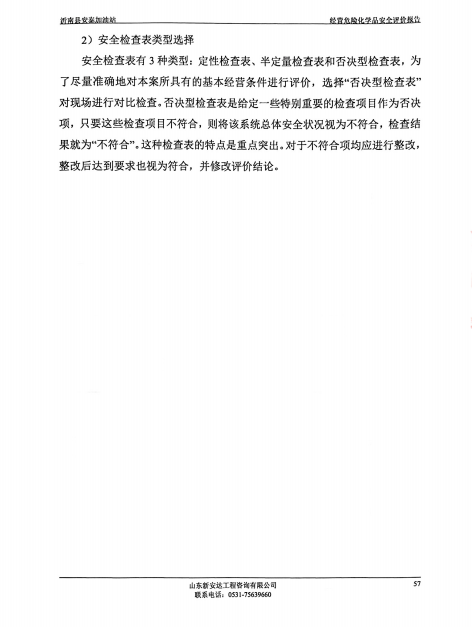 沂南县安泰加油站 经营危险化学品安全评价报告
2）安全检查表类型选择
安全检查表有 3 种类型：定性检查表、半定量检查表和否决型检查表，为
了尽量准确地对本案所具有的基本经营条件进行评价，选择“否决型检查表”
对现场进行对比检查。否决型检查表是给定一些特别重要的检查项目作为否决
项，只要这些检查项目不符合，则将该系统总体安全状况视为不符合，检查结
果就为“不符合”。这种检查表的特点是重点突出。对于不符合项均应进行整改，
整改后达到要求也视为符合，并修改评价结论。
山东新安达工程咨询有限公司 57
联系电话：0531-75639660